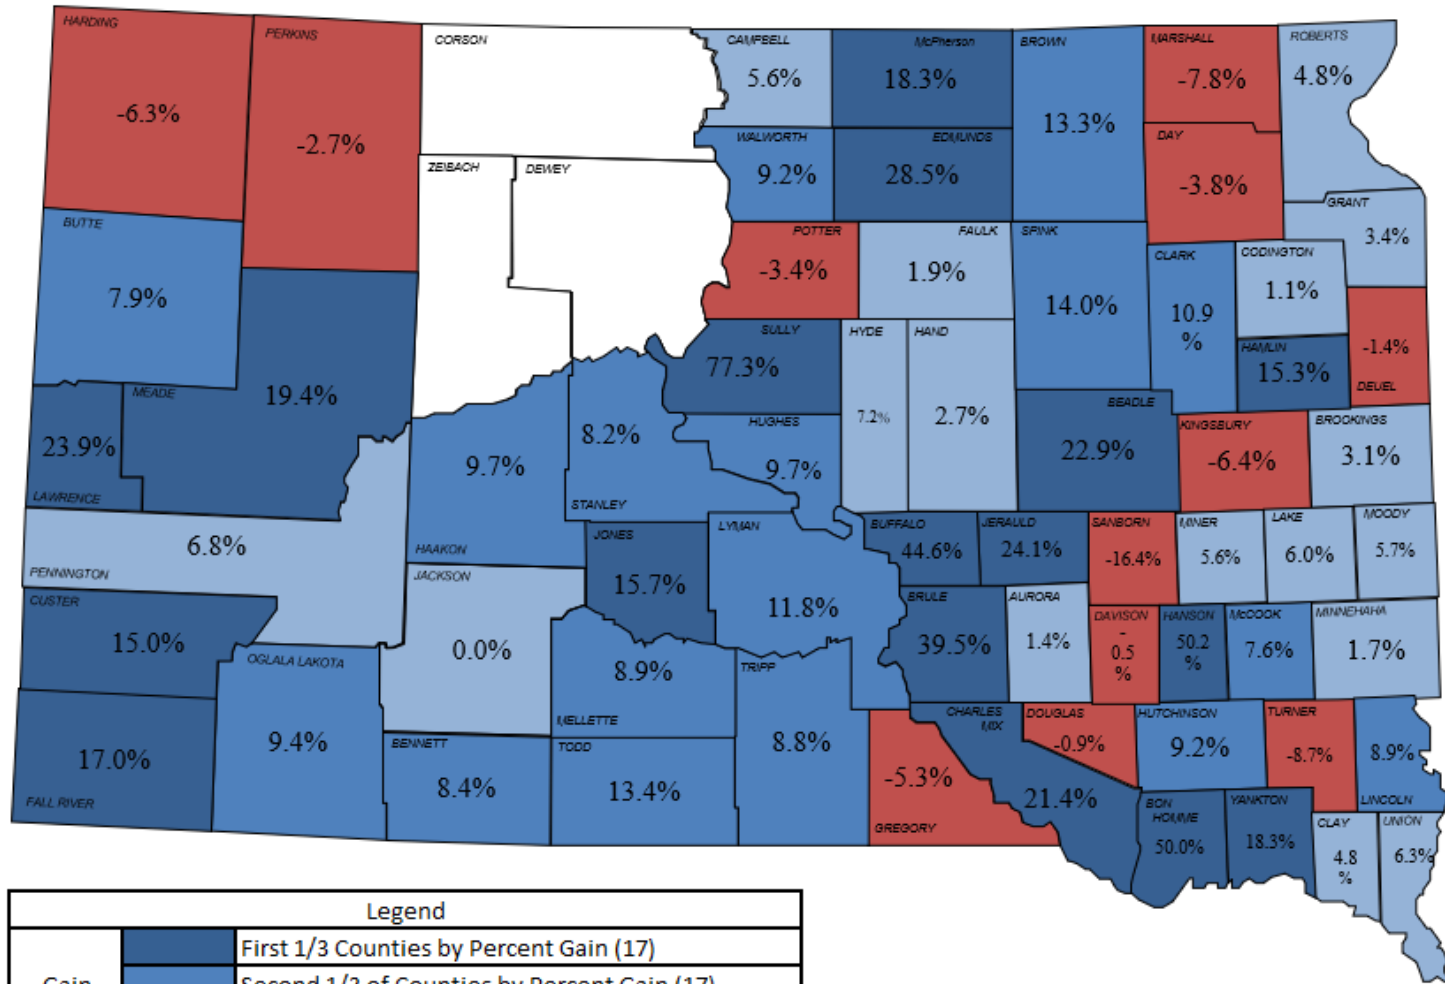 HARDING
-6.3%
PERKINS
-2.7%
CORSON
CAMPBELL
5.6%
McPherson
18.3%
BROWN
13.3%
MARSHALL
-7.8%
ROBERTS
4.8%
WALWORTH
9.2%
EDMUNDS
28.5%
DAY
-3.8%
ZEIBACH
DEWEY
GRANT
3.4%
BUTTE
7.9%
POTTER
-3.4%
FAULK
1.9%
SPINK
14.0%
CLARK
10.9
%
CODINGTON
1.1%
MEADE
19.4%
SULLY
77.3%
HYDE
7.2%
HAND
2.7%
HAMLIN
15.3%
-1.4%
DEUEL
23.9%
LAWRENCE
9.7%
HAAKON
8.2%
STANLEY
HUGHES
9.7%
BEADLE
22.9%
KINGSBURY
-6.4%
BROOKINGS
3.1%
6.8%
PENNINGTON
JONES
15.7%
LYMAN
11.8%
BUFFALO
44.6%
JERAULD
24.1%
SANBORN
-16.4%
MINER
5.6%
LAKE
6.0%
MOODY
5.7%
CUSTER
15.0%
JACKSON
0.0%
BRULE
39.5%
AURORA
1.4%
DAVISON
-
0.5
%
HANSON
50.2
%
McCOOK
7.6%
MINNEHAHA
1.7%
OGLALA LAKOTA
9.4%
8.9%
MELLETTE
TRIPP
8.8%
17.0%
FALL RIVER
BENNETT
8.4%
TODD
13.4%
-5.3%
GREGORY
CHARLES
MIX
21.4%
DOUGLAS
-0.9%
HUTCHINSON
9.2%
TURNER
-8.7%
8.9%
LINCOLN
BON
HOMME
50.0%
YANKTON
18.3%
CLAY
4.8
%
UNION
6.3%
Legend
First 1/3 Counties by Percent Gain (17)
Gain
Second 1/3 of Counties by Percent Gain (17)